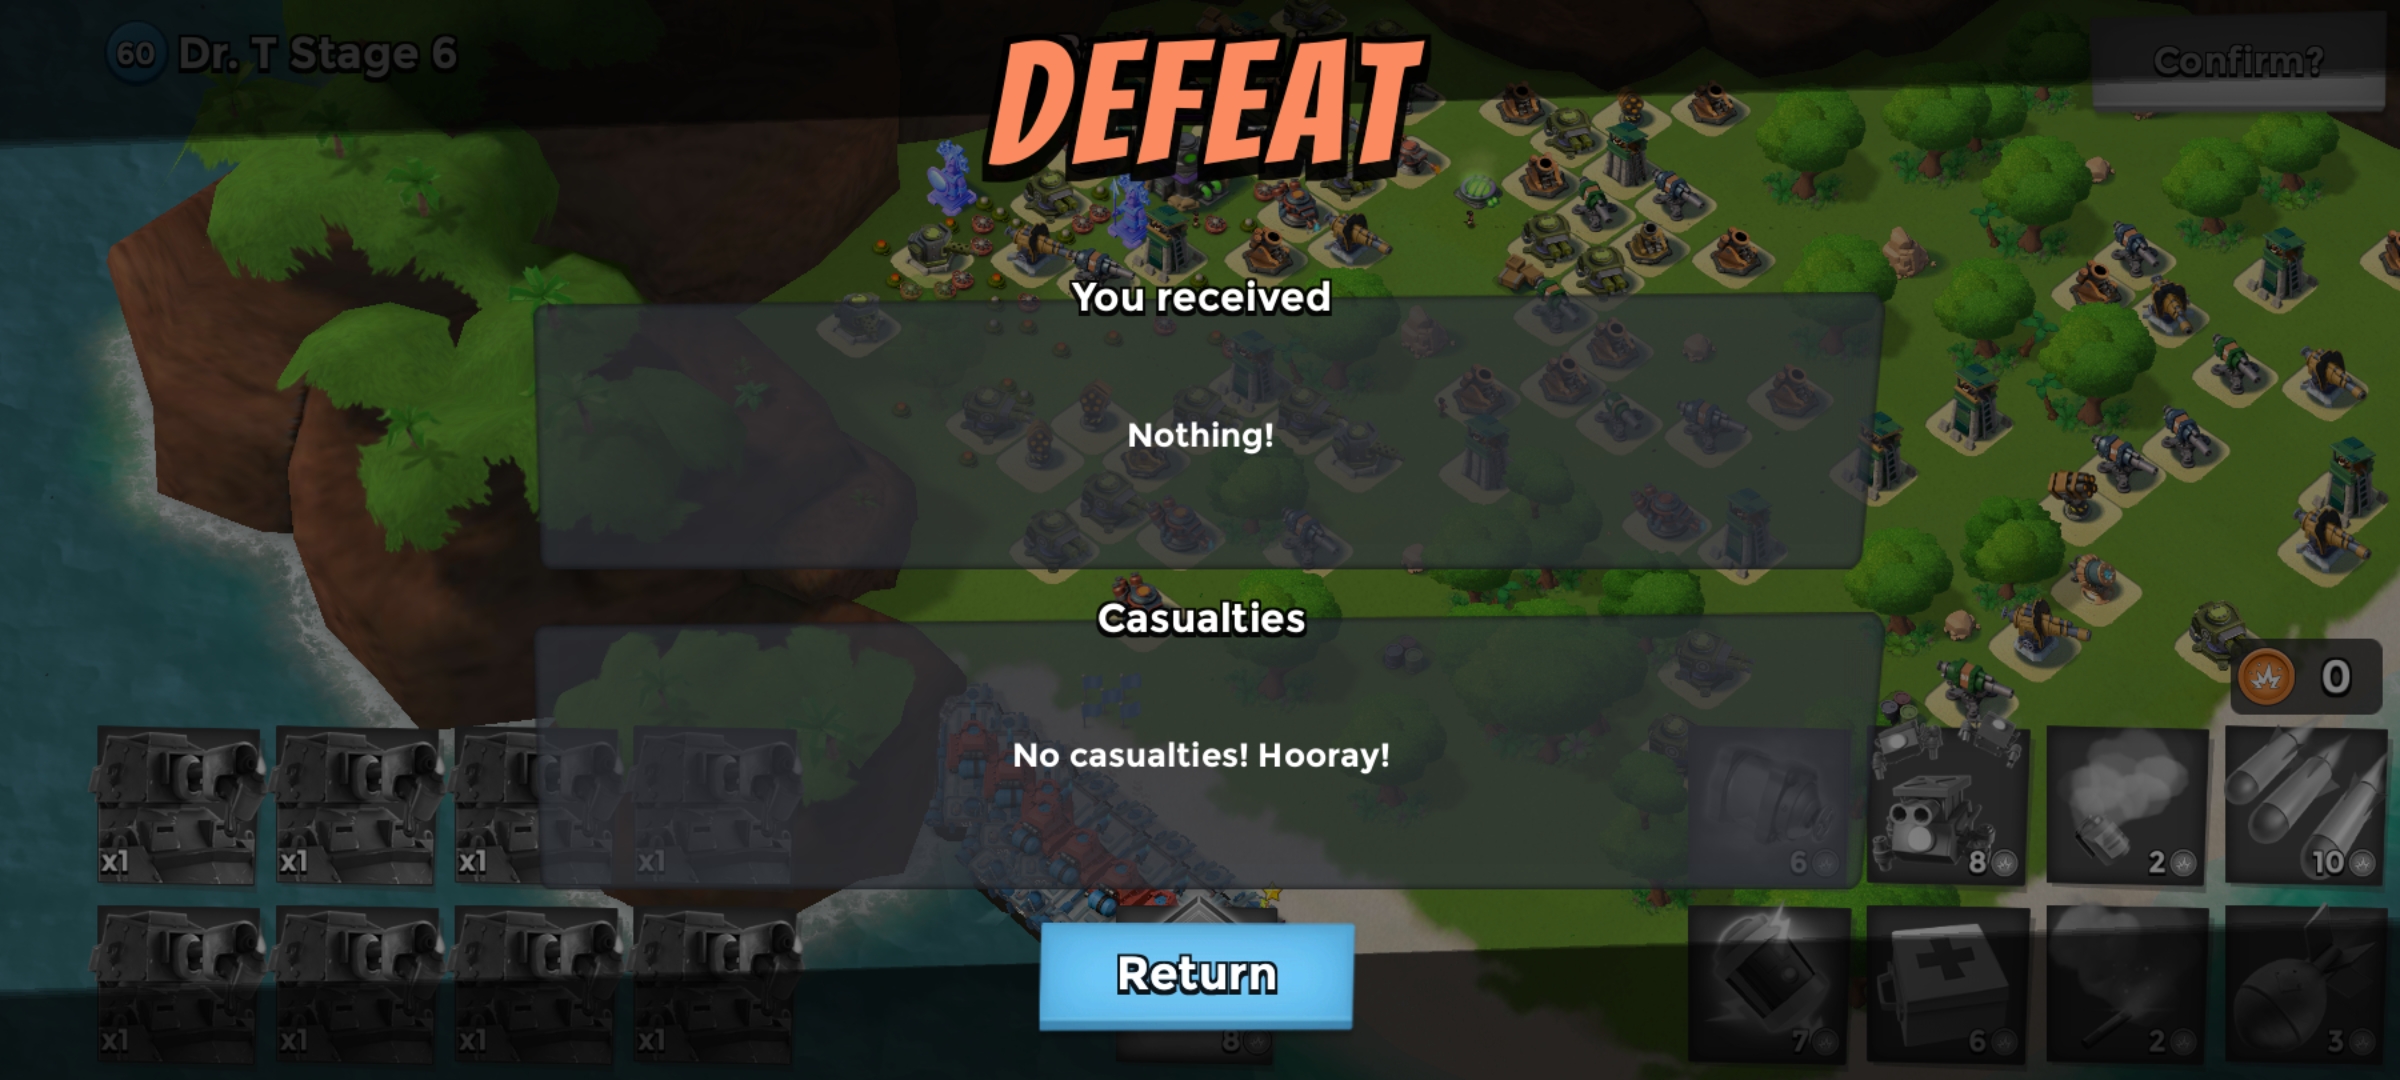 60 Dr. T Stage 6
DEFEAT
Confirm?
You received
Nothing!
Casualties
No casualties! Hooray!
0
x1 x1 x1 x1
6 8 2 10
x1 x1 x1 x1
Return
8
7 6 2 3